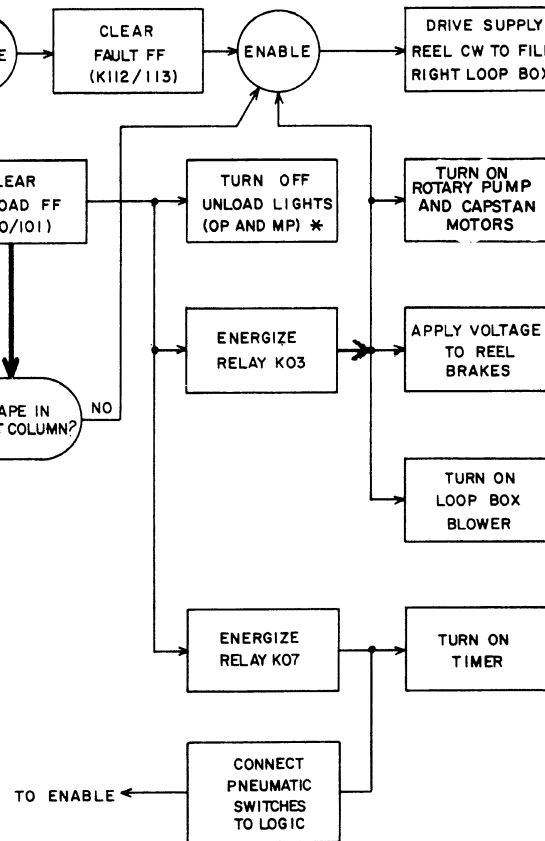 E
CLEAR
FAULT FF
(K112/113)
ENABLE
DRIVE SUPPLY
REEL CW TO FILL
RIGHT LOOP BOX
LEAR
OAD FF
0/101)
TURN OFF
UNLOAD LIGHTS
(OP AND MP) *
TURN ON
ROTARY PUMP
AND CAPSTAN
MOTORS
ENERGIZE
RELAY K03
APPLY VOLTAGE
TO REEL
BRAKES
APE IN
T COLUMN?
NO
TURN ON
LOOP BOX
BLOWER
ENERGIZE
RELAY K07
TURN ON
TIMER
CONNECT
PNEUMATIC
SWITCHES
TO LOGIC
TO ENABLE